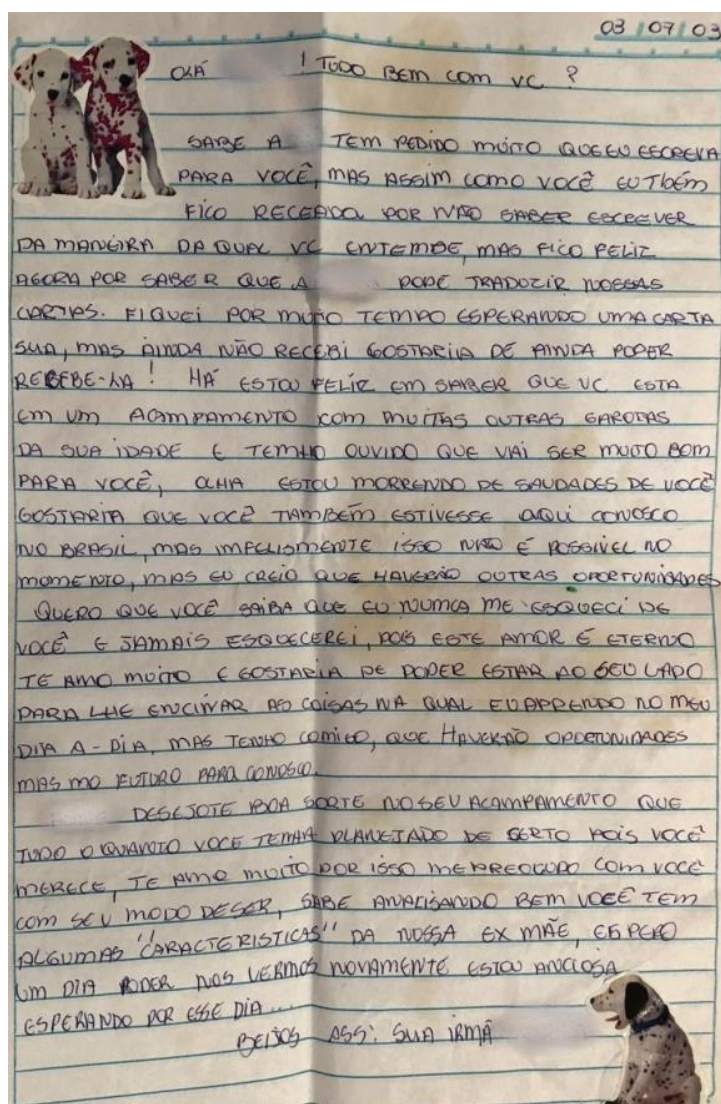 03/07/03
OLÁ ! TUDO BEM COM VC ?
SABE A TEM PEDIDO MUITO QUE EU ESCREVA
PARA VOCÊ, MAS ASSIM COMO VOCÊ EU TBÉM
FICO RECEADA POR NÃO SABER ESCREVER
DA MANEIRA DA QUAL VC ENTEMDE, MAS FICO FELIZ
AGORA POR SABER QUE A PODE TRADUZIR NOSSAS
CARTAS. FIQUEI POR MUITO TEMPO ESPERANDO UMA CARTA
SUA, MAS AINDA NÃO RECEBI GOSTARIA DE AINDA PODER
REBEBE-LA ! HÁ ESTOU FELIZ EM SABER QUE VC ESTA
EM UM ACAMPAMENTO COM MUITAS OUTRAS GAROTAS
DA SUA IDADE E TEMHO OUVIDO QUE VAI SER MUITO BOM
PARA VOCÊ, OLHA ESTOU MORRENDO DE SAUDADES DE VOCÊ
GOSTARIA QUE VOCÊ TAMBÉM ESTIVESSE AQUI CONOSCO
NO BRASIL, MAS IMFELISMENTE ISSO NÃO É POSSÍVEL NO
MOMENTO, MAS EU CREIO QUE HAVERÃO OUTRAS OPORTUNIDADES
QUERO QUE VOCÊ SAIBA QUE EU NUMCA ME ESQUECI DE
VOCÊ E JAMAIS ESQUECEREI, POIS ESTE AMOR É ETERNO
TE AMO MUITO E GOSTARIA DE PODER ESTAR AO SEU LADO
PARA LHE ENCINAR AS COISAS NA QUAL EU APPRENDO NO MEU
DIA A-DIA, MAS TENHO COMIGO, QUE HAVERÃO OPORTUNIDADES
MAS MO FUTURO PARA CONOSCO.
DESEJOTE BOA SORTE NO SEU ACAMPAMENTO QUE
TUDO O QUANTO VOCE TENHA PLANEJADO DE CERTO POIS VOCÊ
MERECE, TE AMO MUITO POR ISSO ME PREOCUPO COM VOCÊ
COM SEU MODO DE SER, SABE ANALISANDO BEM VOCÊ TEM
ALGUMAS "CARACTERISTICAS" DA NOSSA EX MÃE, ESPERO
UM DIA PODER NOS VERMOS NOVAMENTE ESTOU ANCIOSA
ESPERANDO POR ESSE DIA...
BEIJOS ASS: SUA IRMÃ